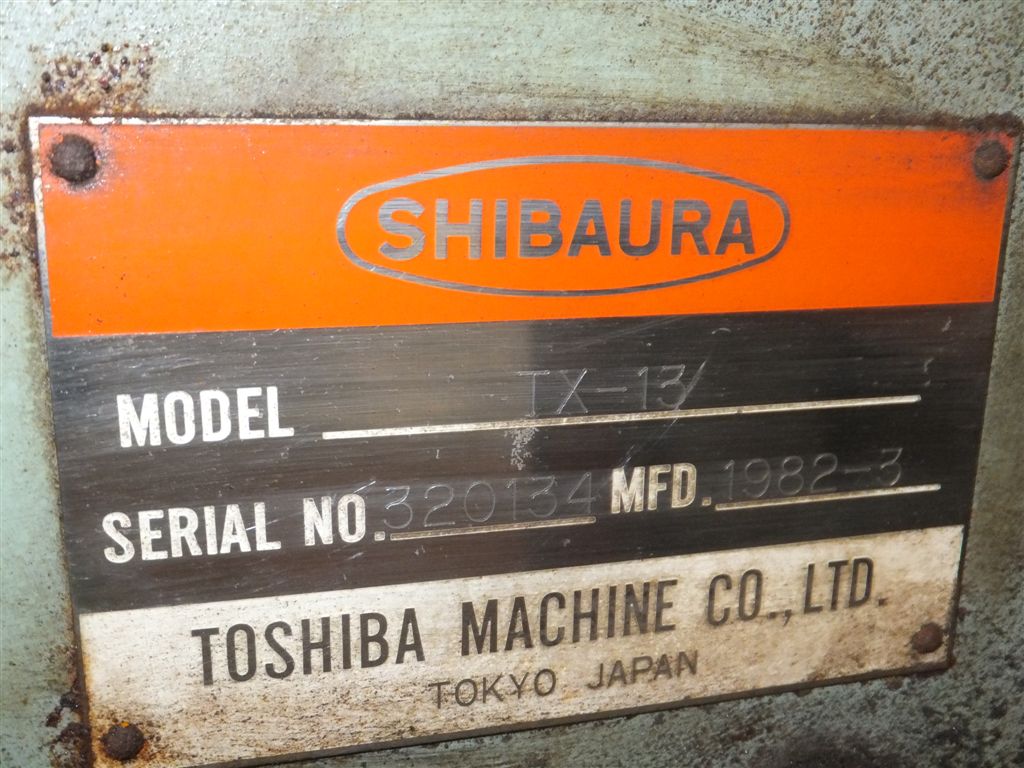 SHIBAURA
MODEL TX-13
SERIAL NO. 320134 MFD. 1982-3
TOSHIBA MACHINE CO., LTD.
TOKYO JAPAN